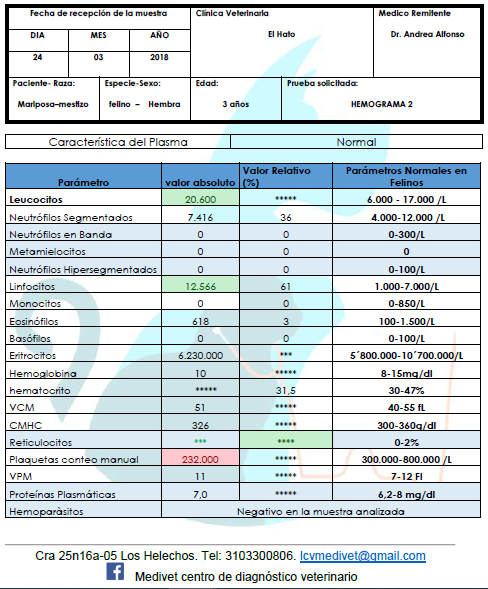 Fecha de recepción de la muestra Clínica Veterinaria Medico Remitente
DIA MES AÑO El Hato Dr. Andrea Alfonso
24 03 2018
Paciente- Raza: Especie-Sexo: Edad: Prueba solicitada:
Mariposa–mestizo felino – Hembra 3 años HEMOGRAMA 2
Característica del Plasma Normal
Parámetro valor absoluto Valor Relativo (%) Parámetros Normales en Felinos
Leucocitos 20.600 ***** 6.000 - 17.000 /L
Neutrófilos Segmentados 7.416 36 4.000-12.000 /L
Neutrófilos en Banda 0 0 0-300/L
Metamielocitos 0 0 0
Neutrófilos Hipersegmentados 0 0 0-100/L
Linfocitos 12.566 61 1.000-7.000/L
Monocitos 0 0 0-850/L
Eosinófilos 618 3 100-1.500/L
Basófilos 0 0 0-100/L
Eritrocitos 6.230.000 *** 5´800.000-10´700.000/L
Hemoglobina 10 ***** 8-15mg/dl
hematocrito ***** 31,5 30-47%
VCM 51 ***** 40-55 fL
CMHC 326 ***** 300-360g/dl
Reticulocitos *** **** 0-2%
Plaquetas conteo manual 232.000 ***** 300.000-800.000 /L
VPM 11 ***** 7-12 Fl
Proteínas Plasmáticas 7,0 ***** 6,2-8 mg/dl
Hemoparàsitos Negativo en la muestra analizada
Cra 25n16a-05 Los Helechos. Tel: 3103300806. lcvmedivet@gmail.com
f Medivet centro de diagnóstico veterinario